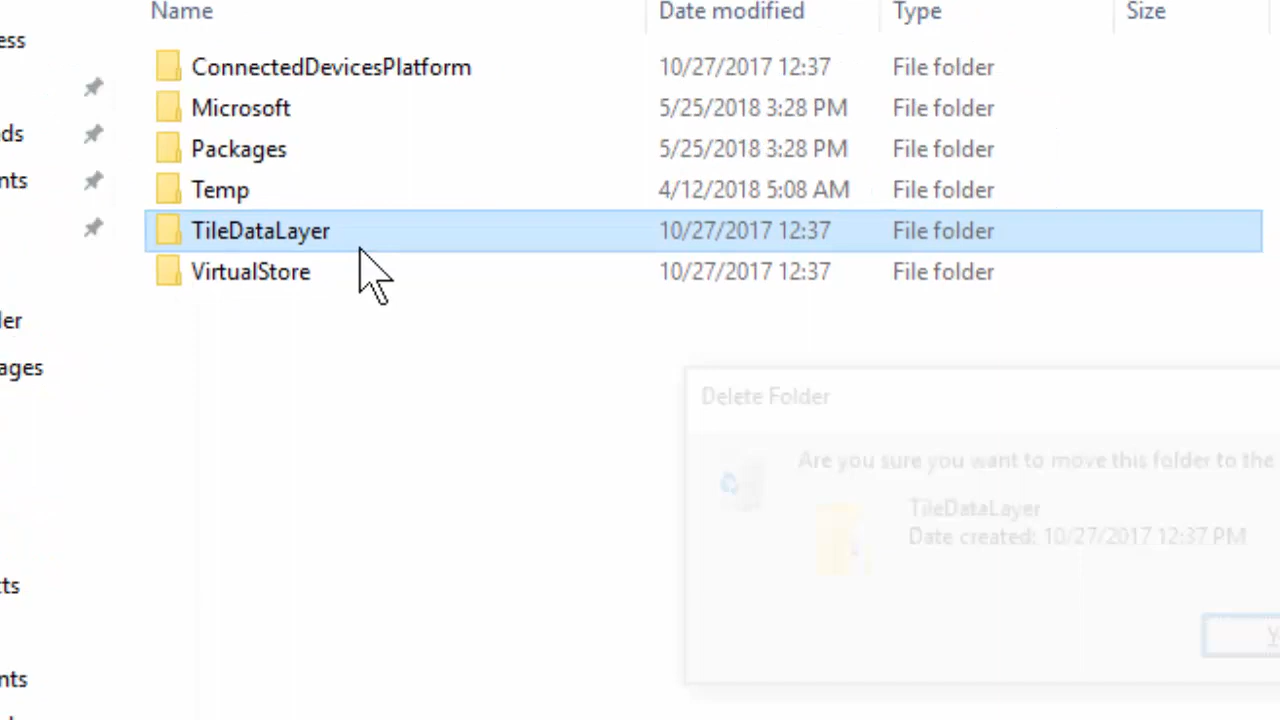 Name Date modified Type Size
ess
ConnectedDevicesPlatform 10/27/2017 12:37 File folder
Microsoft 5/25/2018 3:28 PM File folder
ds
Packages 5/25/2018 3:28 PM File folder
nts
Temp 4/12/2018 5:08 AM File folder
TileDataLayer 10/27/2017 12:37 File folder
VirtualStore 10/27/2017 12:37 File folder
ler
ages
Delete Folder
Are you sure you want to move this folder to the
TileDataLayer
Date created: 10/27/2017 12:37 PM
ts
Y
nts